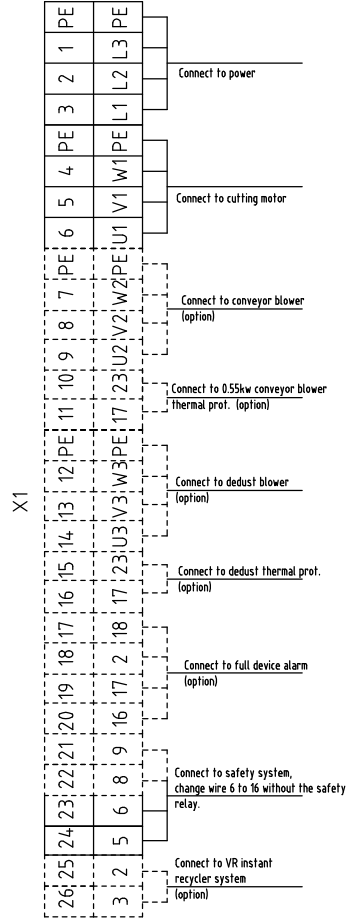 X1
PE PE
1 L3
2 L2
3 L1
Connect to power
PE PE
4 W1
5 V1
6 U1
Connect to cutting motor
PE PE
7 W2
8 V2
9 U2
Connect to conveyor blower
(option)
10 23
11 17
Connect to 0.55kw conveyor blower
thermal prot. (option)
PE PE
12 W3
13 V3
14 U3
Connect to dedust blower
(option)
15 23
16 17
Connect to dedust thermal prot.
(option)
17 18
18 2
19 17
20 16
Connect to full device alarm
(option)
21 9
22 8
23 6
24 5
Connect to safety system,
change wire 6 to 16 without the safety
relay.
25 2
26 3
Connect to VR instant
recycler system
(option)